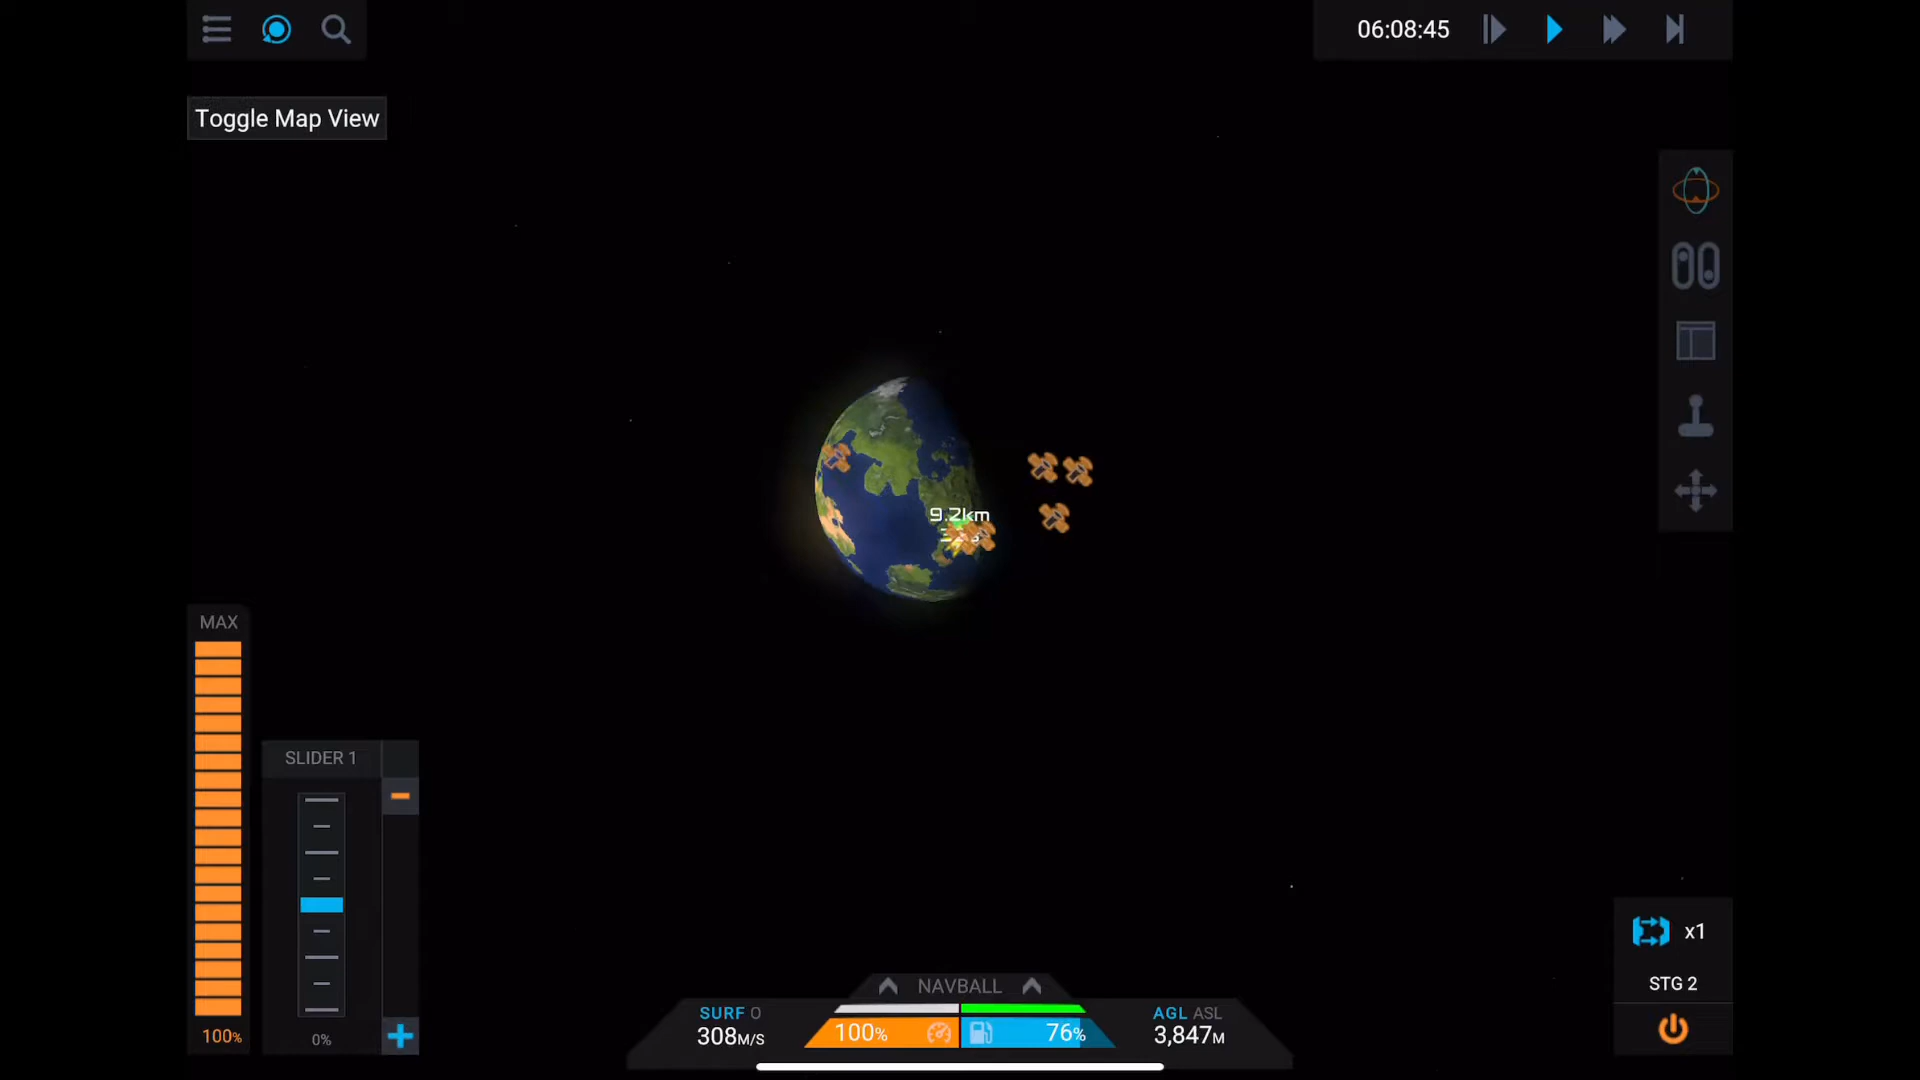 06:08:45
Toggle Map View
9.2km
MAX
SLIDER 1
100%
0%
NAVBALL
SURF O
308M/S
100%
76%
AGL ASL
3,847M
x1
STG 2